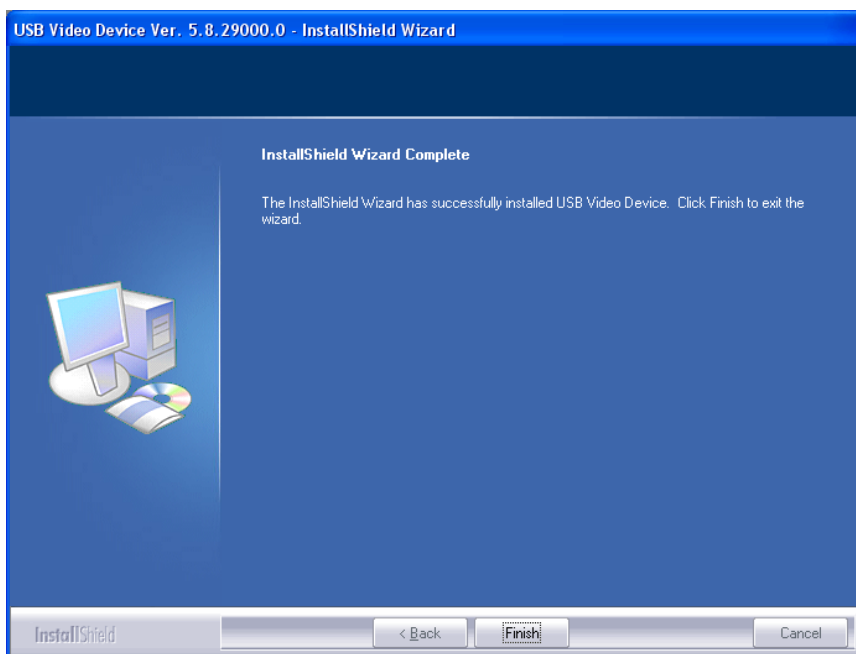 USB Video Device Ver. 5.8.29000.0 - InstallShield Wizard
InstallShield Wizard Complete
The InstallShield Wizard has successfully installed USB Video Device. Click Finish to exit the
wizard.
InstallShield
< Back
Finish
Cancel